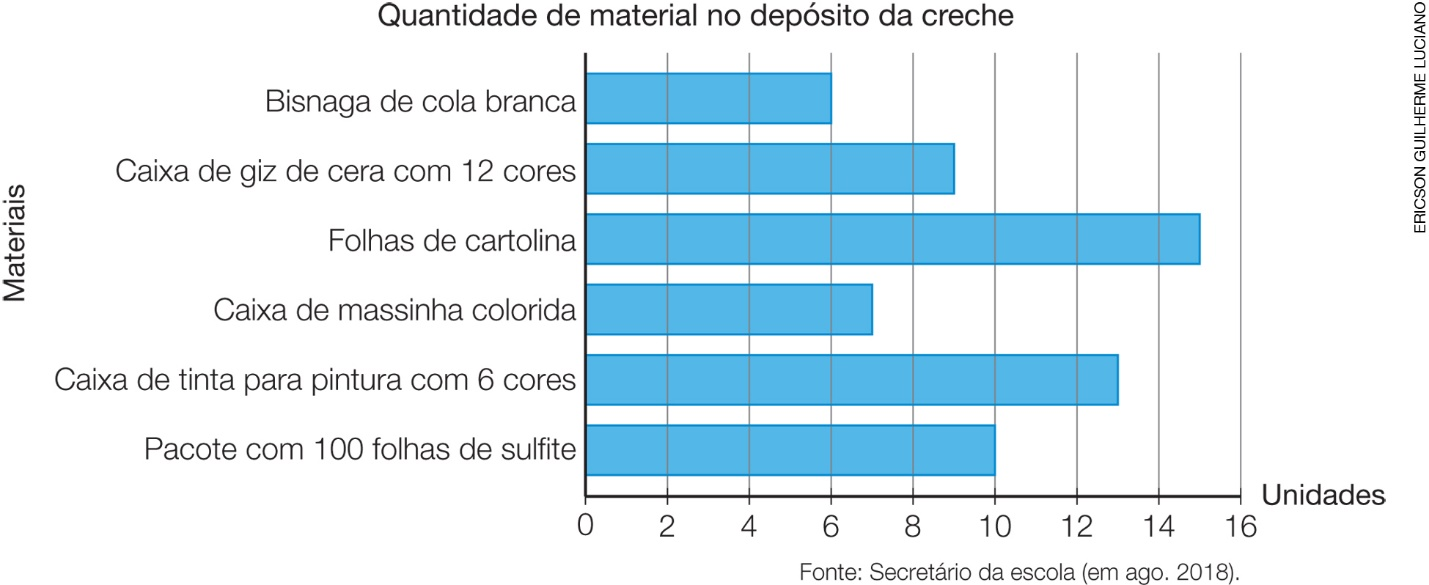 Quantidade de material no depósito da creche
Materiais
Bisnaga de cola branca
Caixa de giz de cera com 12 cores
Folhas de cartolina
Caixa de massinha colorida
Caixa de tinta para pintura com 6 cores
Pacote com 100 folhas de sulfite
0 2 4 6 8 10 12 14 16
Unidades
Fonte: Secretário da escola (em ago. 2018).
ERICSON GUILHERME LUCIANO